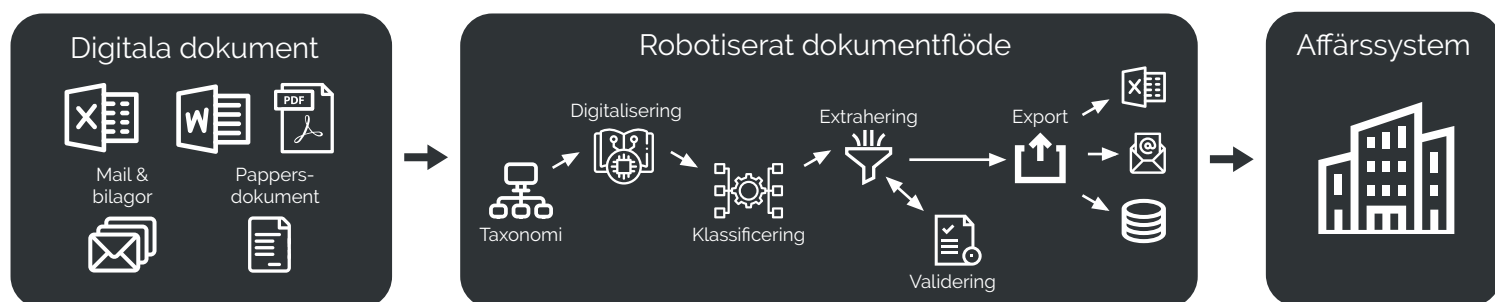 Digitala dokument
X
W
PDF
Mail &
bilagor
Pappers-
dokument
Robotiserat dokumentflöde
Digitalisering
Taxonomi
Klassificering
Extrahering
Validering
Export
X
@
Affärssystem